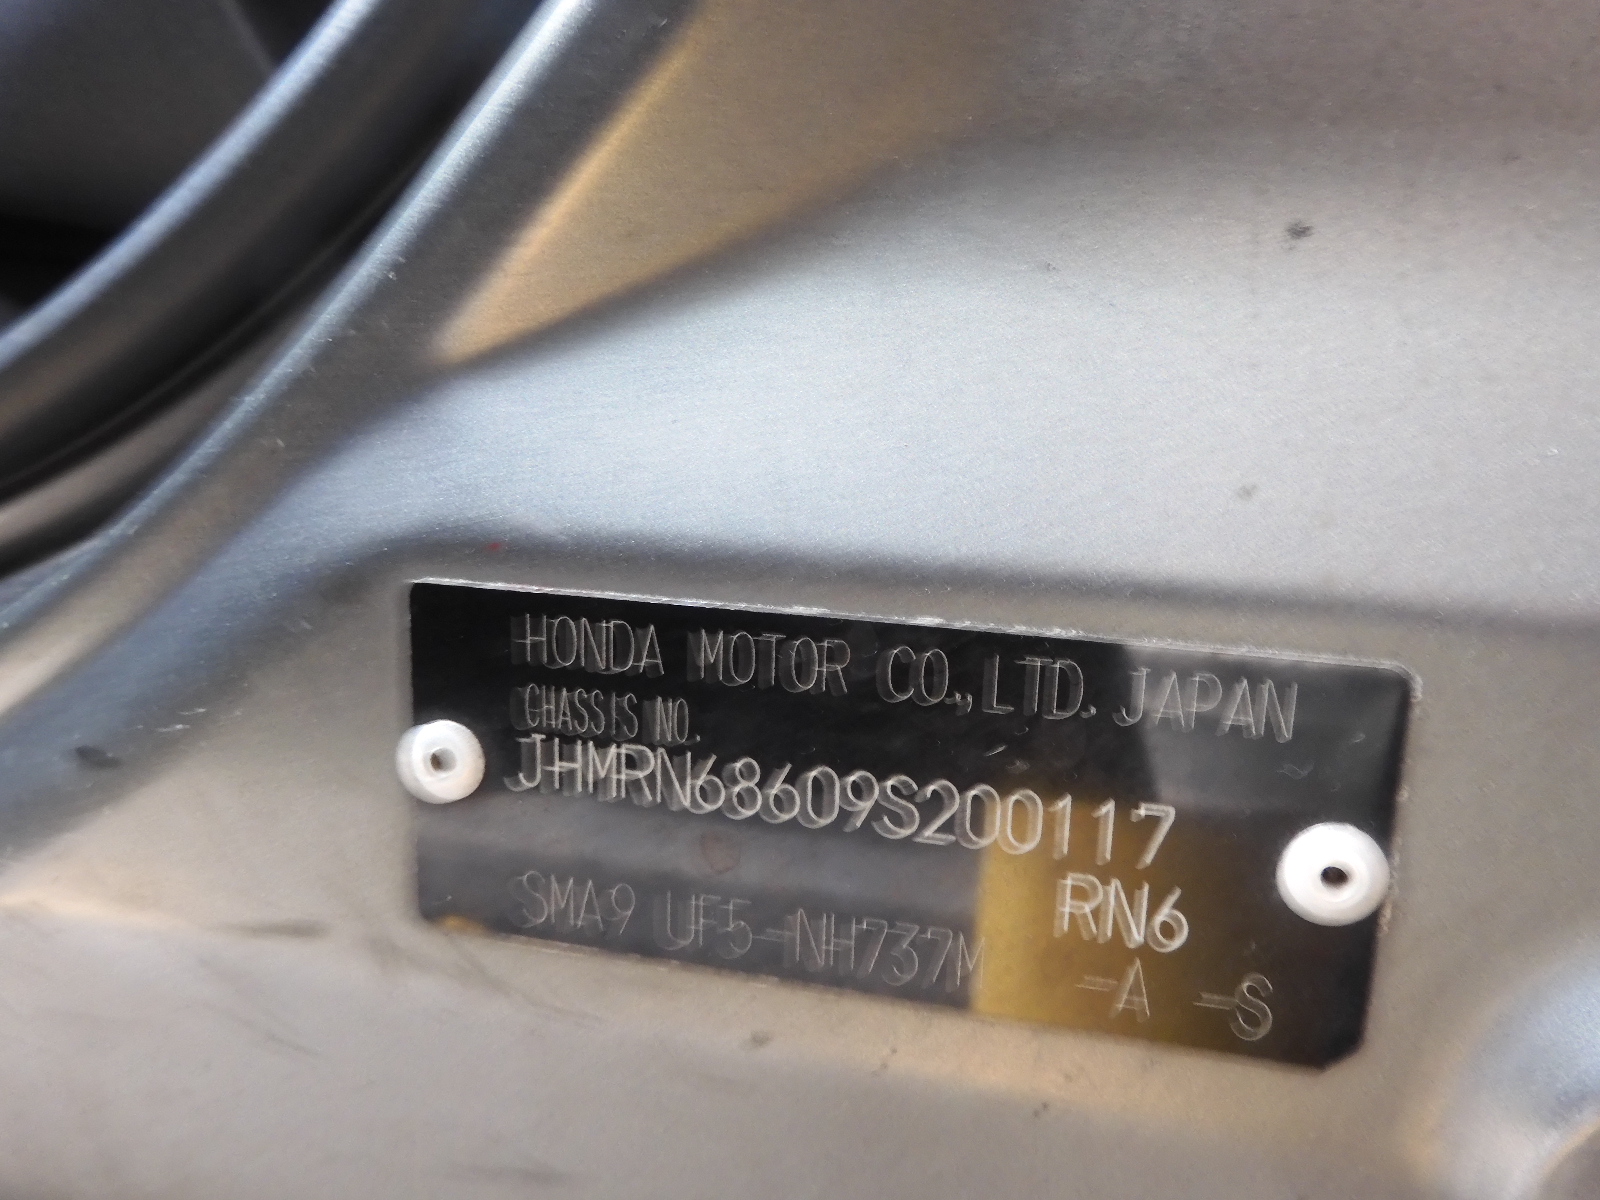 HONDA MOTOR CO., LTD. JAPAN
CHASSIS NO.
JHMRN68609S200117
RN6
SMA9 UF5-NH737M
-A -S